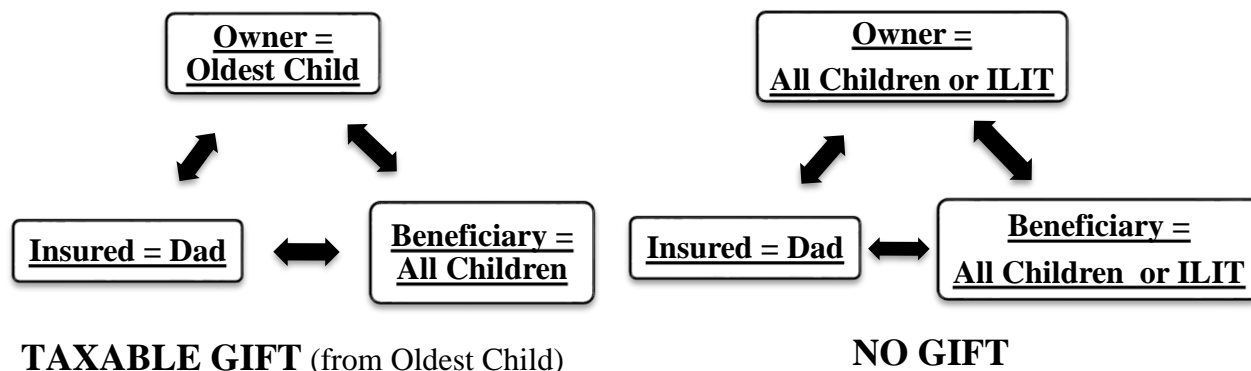 Owner =
Oldest Child
Insured = Dad
Beneficiary =
All Children
TAXABLE GIFT (from Oldest Child)
Owner =
All Children or ILIT
Insured = Dad
Beneficiary =
All Children or ILIT
NO GIFT